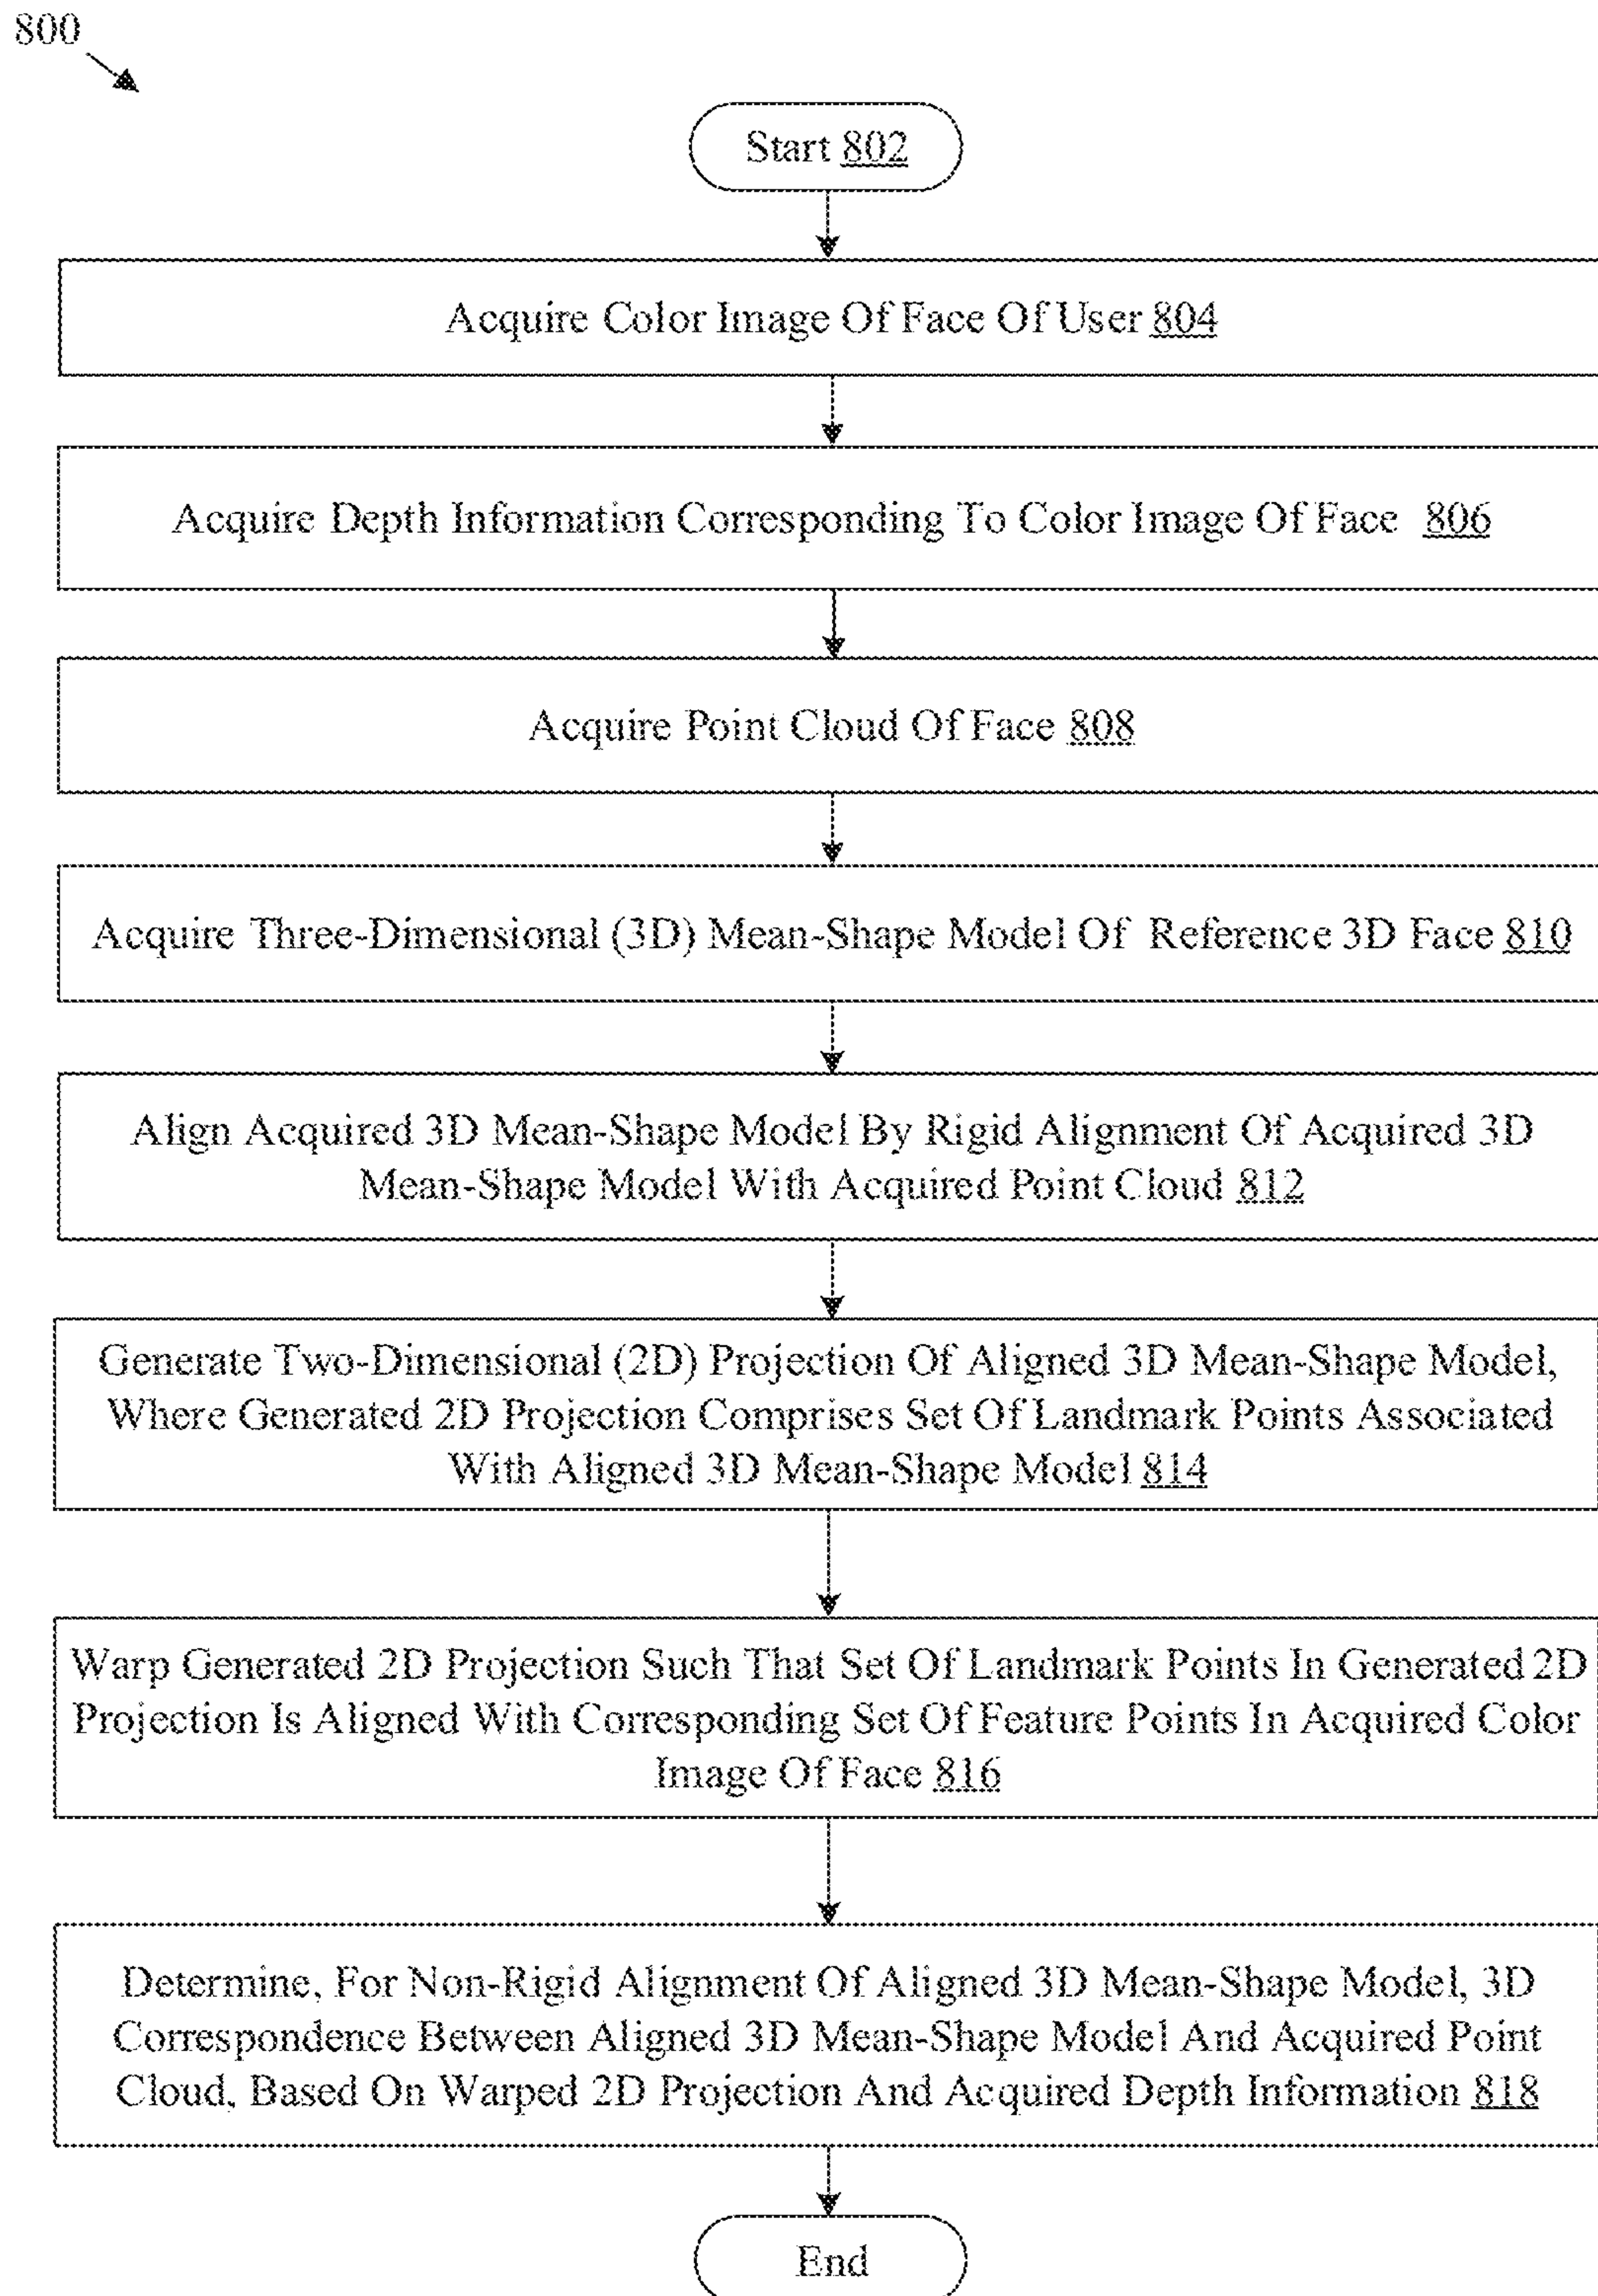 800
Start 802
Acquire Color Image Of Face Of User 804
Acquire Depth Information Corresponding To Color Image Of Face 806
Acquire Point Cloud Of Face 808
Acquire Three-Dimensional (3D) Mean-Shape Model Of Reference 3D Face 810
Align Acquired 3D Mean-Shape Model By Rigid Alignment Of Acquired 3D
Mean-Shape Model With Acquired Point Cloud 812
Generate Two-Dimensional (2D) Projection Of Aligned 3D Mean-Shape Model,
Where Generated 2D Projection Comprises Set Of Landmark Points Associated
With Aligned 3D Mean-Shape Model 814
Warp Generated 2D Projection Such That Set Of Landmark Points In Generated 2D
Projection Is Aligned With Corresponding Set Of Feature Points In Acquired Color
Image Of Face 816
Determine, For Non-Rigid Alignment Of Aligned 3D Mean-Shape Model, 3D
Correspondence Between Aligned 3D Mean-Shape Model And Acquired Point
Cloud, Based On Warped 2D Projection And Acquired Depth Information 818
End